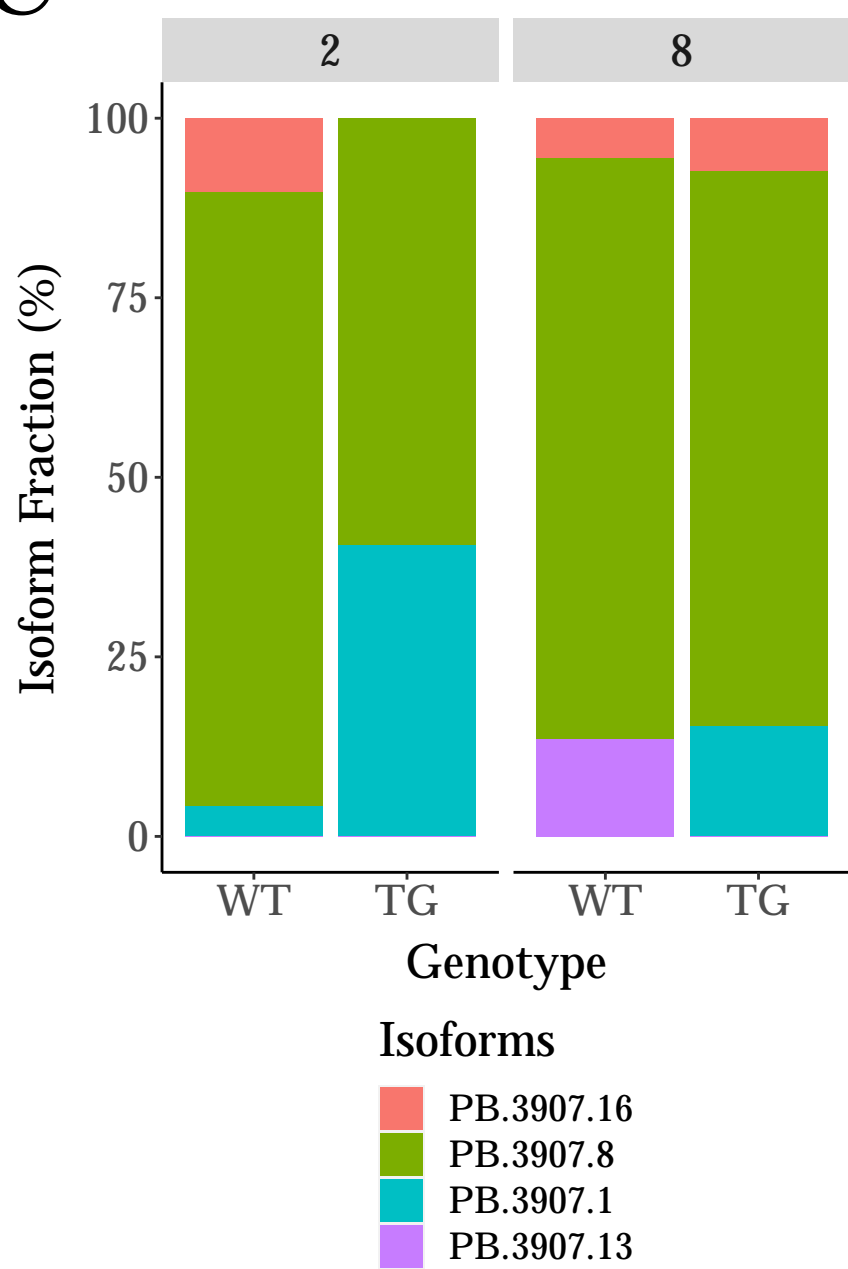 2 8
100
75
50
25
0
Isoform Fraction (%)
WT TG WT TG
Genotype
Isoforms
PB.3907.16
PB.3907.8
PB.3907.1
PB.3907.13